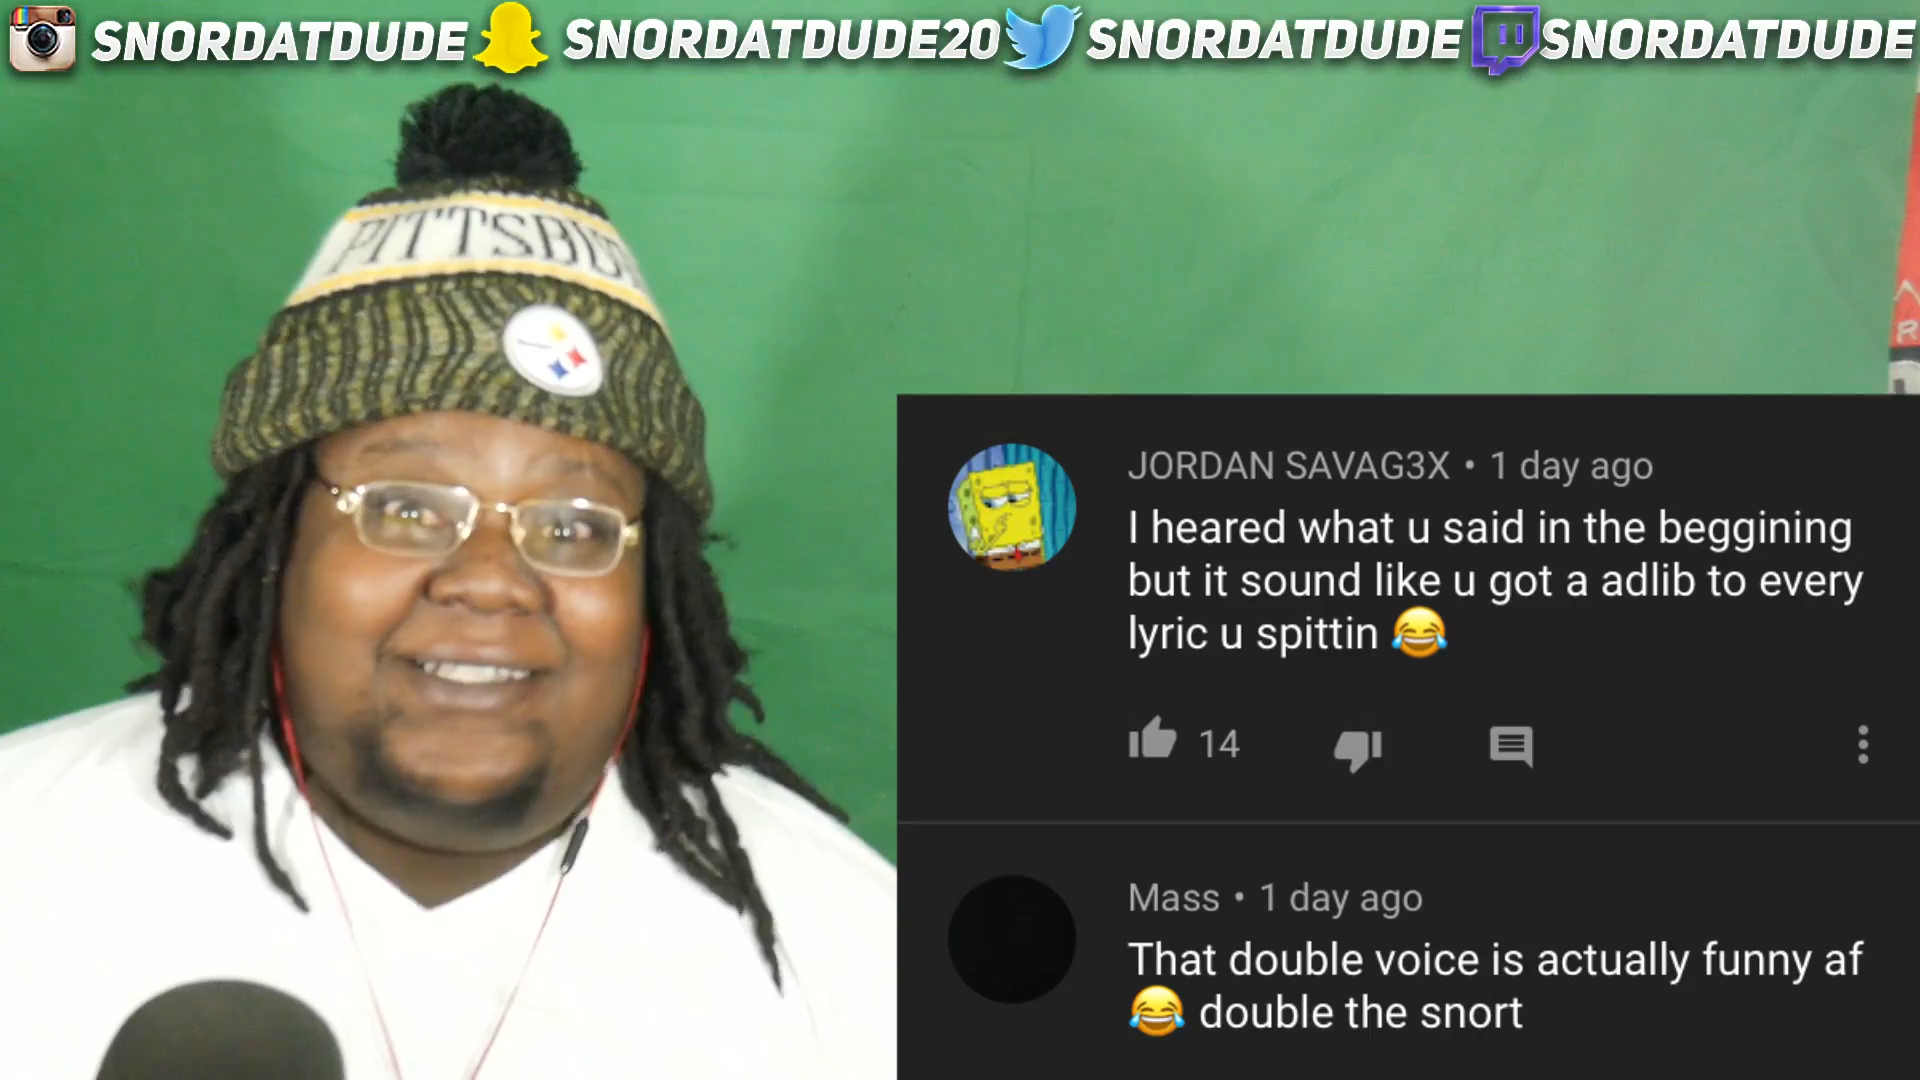 SNORDATDUDE SNORDATDUDE20 SNORDATDUDE SNORDATDUDE
PITTSBU
JORDAN SAVAG3X • 1 day ago
I heared what u said in the beggining
but it sound like u got a adlib to every
lyric u spittin 😂
14
Mass • 1 day ago
That double voice is actually funny af
😂 double the snort
R